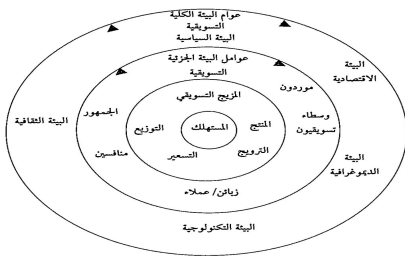 عوام البيئة الكلية
التسويقية
البيئة السياسية
عوامل البيئة الجزئية
التسويقية
المزيج التسويقي
المستهلك
المنتج
الترويج
التسعير
التوزيع
موردون
وسطاء
تسويقيون
زبائن/ عملاء
منافسين
الجمهور
البيئة
الاقتصادية
البيئة
الديموغرافية
البيئة التكنولوجية
البيئة الثقافية